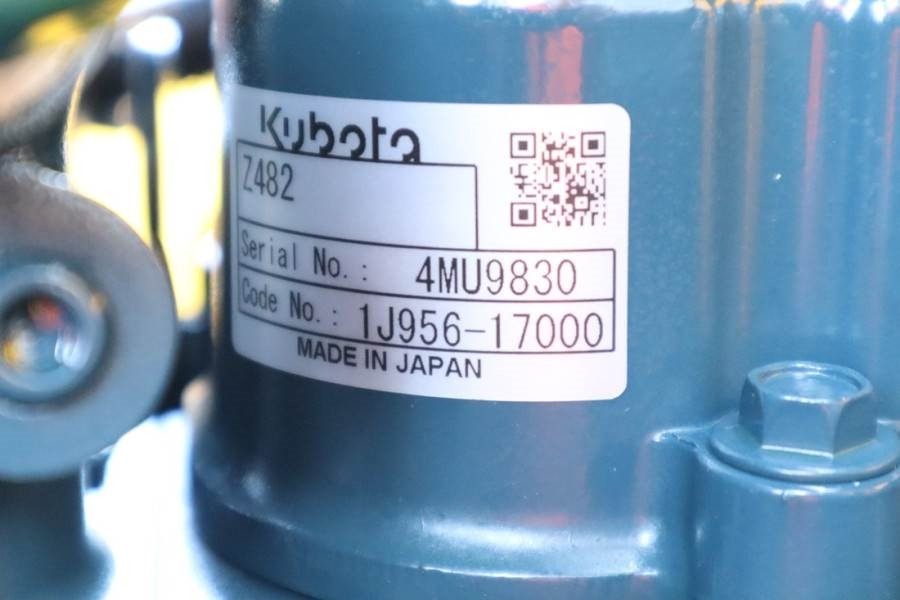 Kubota
Z482
Serial No.: 4MU9830
Code No.: 1J956-17000
MADE IN JAPAN